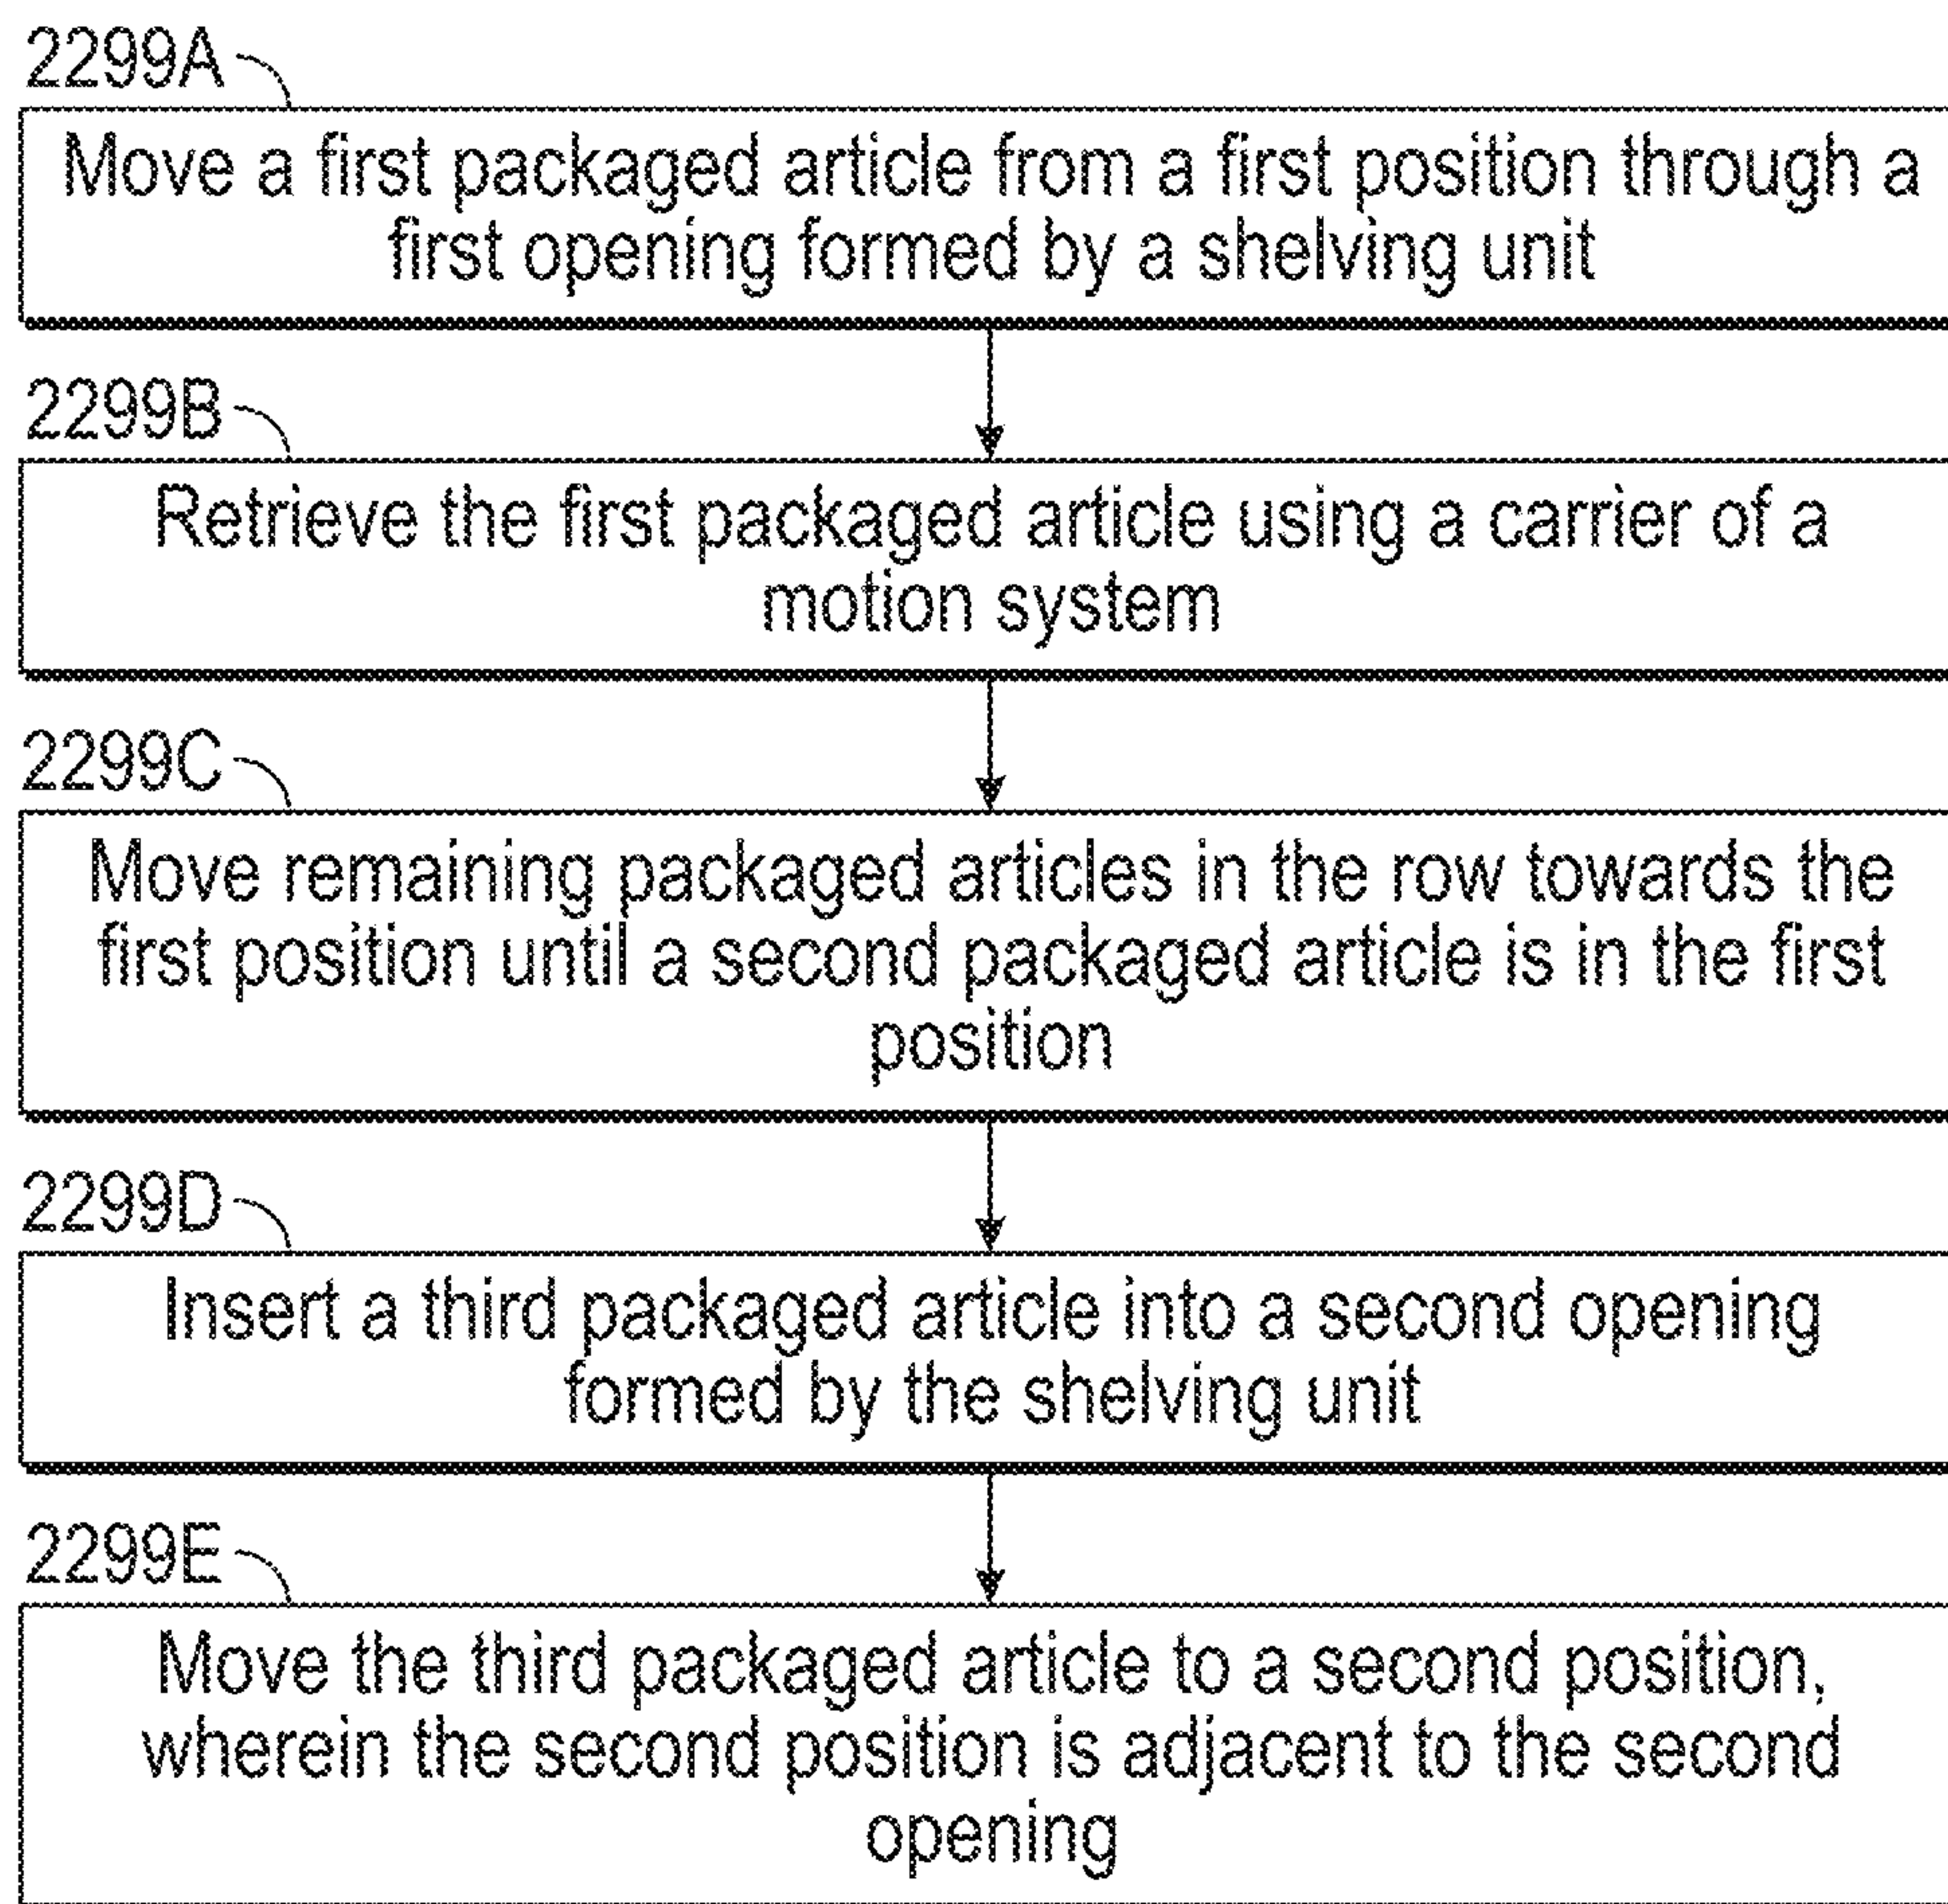 2299A
Move a first packaged article from a first position through a
first opening formed by a shelving unit
2299B
Retrieve the first packaged article using a carrier of a
motion system
2299C
Move remaining packaged articles in the row towards the
first position until a second packaged article is in the first
position
2299D
Insert a third packaged article into a second opening
formed by the shelving unit
2299E
Move the third packaged article to a second position,
wherein the second position is adjacent to the second
opening